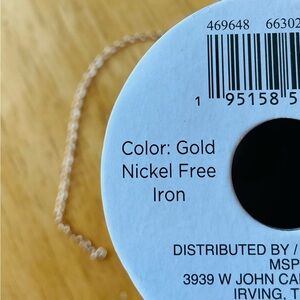 469648 66302
1 95158 5
Color: Gold
Nickel Free
Iron
DISTRIBUTED BY /
MSP
3939 W JOHN CA
IRVING, T